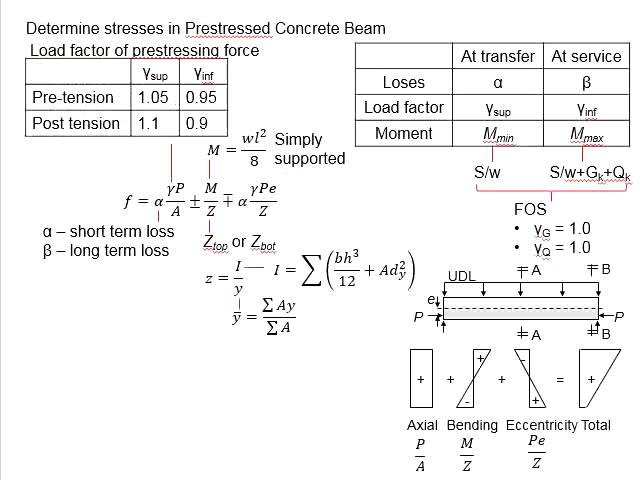 Determine stresses in Prestressed Concrete Beam
Load factor of prestressing force
γsup γinf
Pre-tension 1.05 0.95
Post tension 1.1 0.9
At transfer At service
Loses α β
Load factor γsup γinf
Moment Mmin Mmax
S/w S/w+Gk+Qk
FOS
• γG = 1.0
• γQ = 1.0
M = wl²/8 Simply supported
f = α γP/A ± M/Z ∓ α γPe/Z
α – short term loss
β – long term loss
Ztop or Zbot
z = I/y
I = ∑(bh³/12 + Ad²y)
ȳ = ∑Ay/∑A
UDL A B
e
P P
A B
+ + + - + - + = +
Axial Bending Eccentricity Total
P/A M/Z Pe/Z